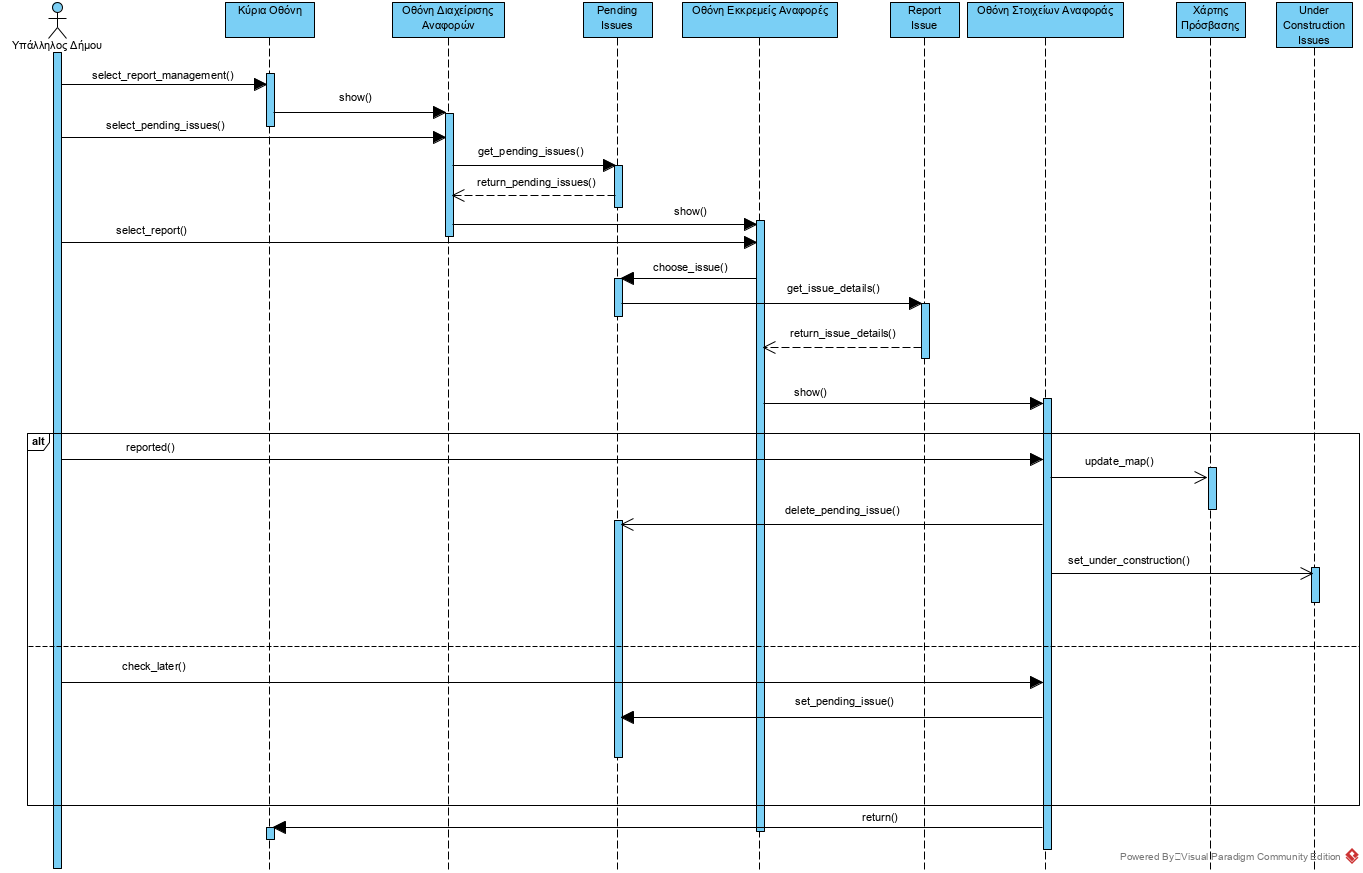 Υπάλληλος Δήμου
Κύρια Οθόνη
Οθόνη Διαχείρισης
Αναφορών
Pending
Issues
Οθόνη Εκκρεμείς Αναφορές
Report
Issue
Οθόνη Στοιχείων Αναφοράς
Χάρτης
Πρόσβασης
Under
Construction
Issues
select_report_management()
show()
select_pending_issues()
get_pending_issues()
return_pending_issues()
show()
select_report()
choose_issue()
get_issue_details()
return_issue_details()
show()
alt
reported()
update_map()
delete_pending_issue()
set_under_construction()
check_later()
set_pending_issue()
return()
Powered By Visual Paradigm Community Edition